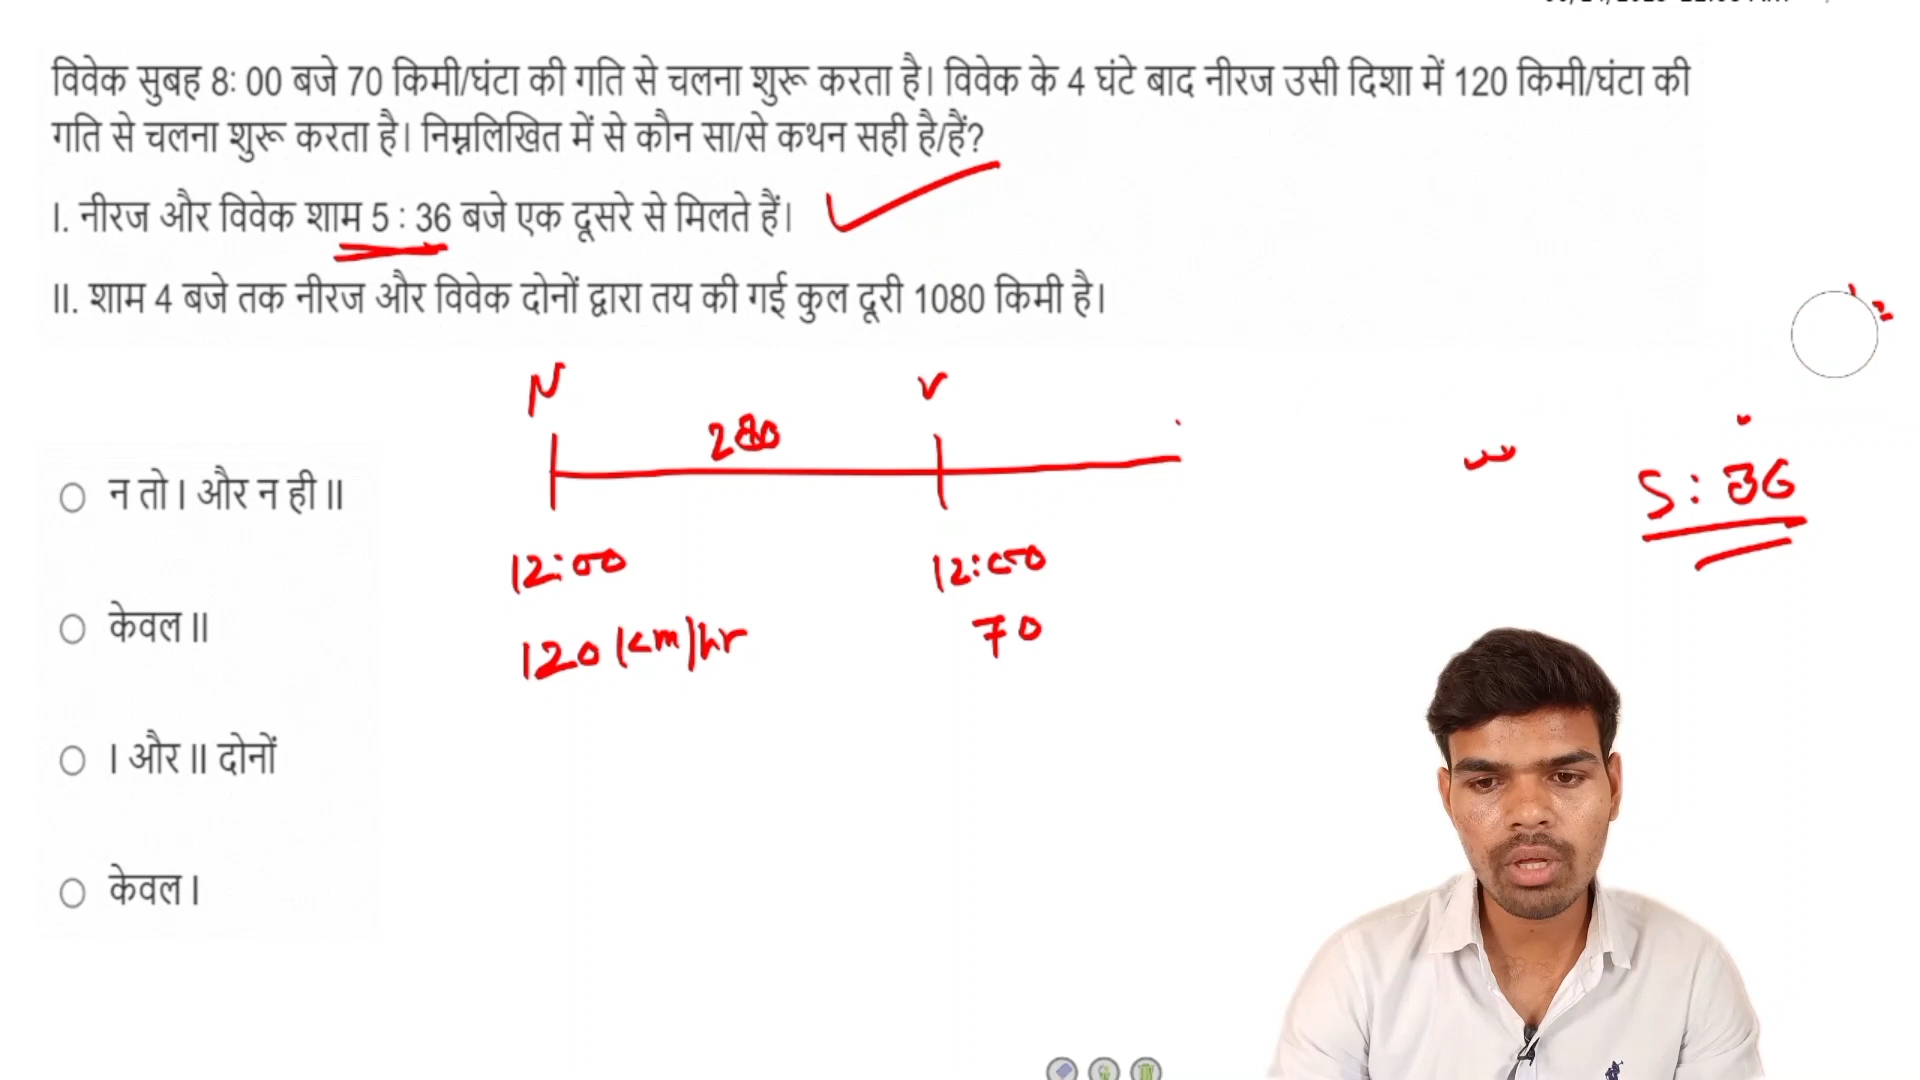 विवेक सुबह 8: 00 बजे 70 किमी/घंटा की गति से चलना शुरू करता है। विवेक के 4 घंटे बाद नीरज उसी दिशा में 120 किमी/घंटा की
गति से चलना शुरू करता है। निम्नलिखित में से कौन सा/से कथन सही है/हैं?
I. नीरज और विवेक शाम 5 : 36 बजे एक दूसरे से मिलते हैं।
II. शाम 4 बजे तक नीरज और विवेक दोनों द्वारा तय की गई कुल दूरी 1080 किमी है।
N V
280
न तो I और न ही II
5:36
12:00 12:00
केवल II
120 km/hr 70
I और II दोनों
केवल I